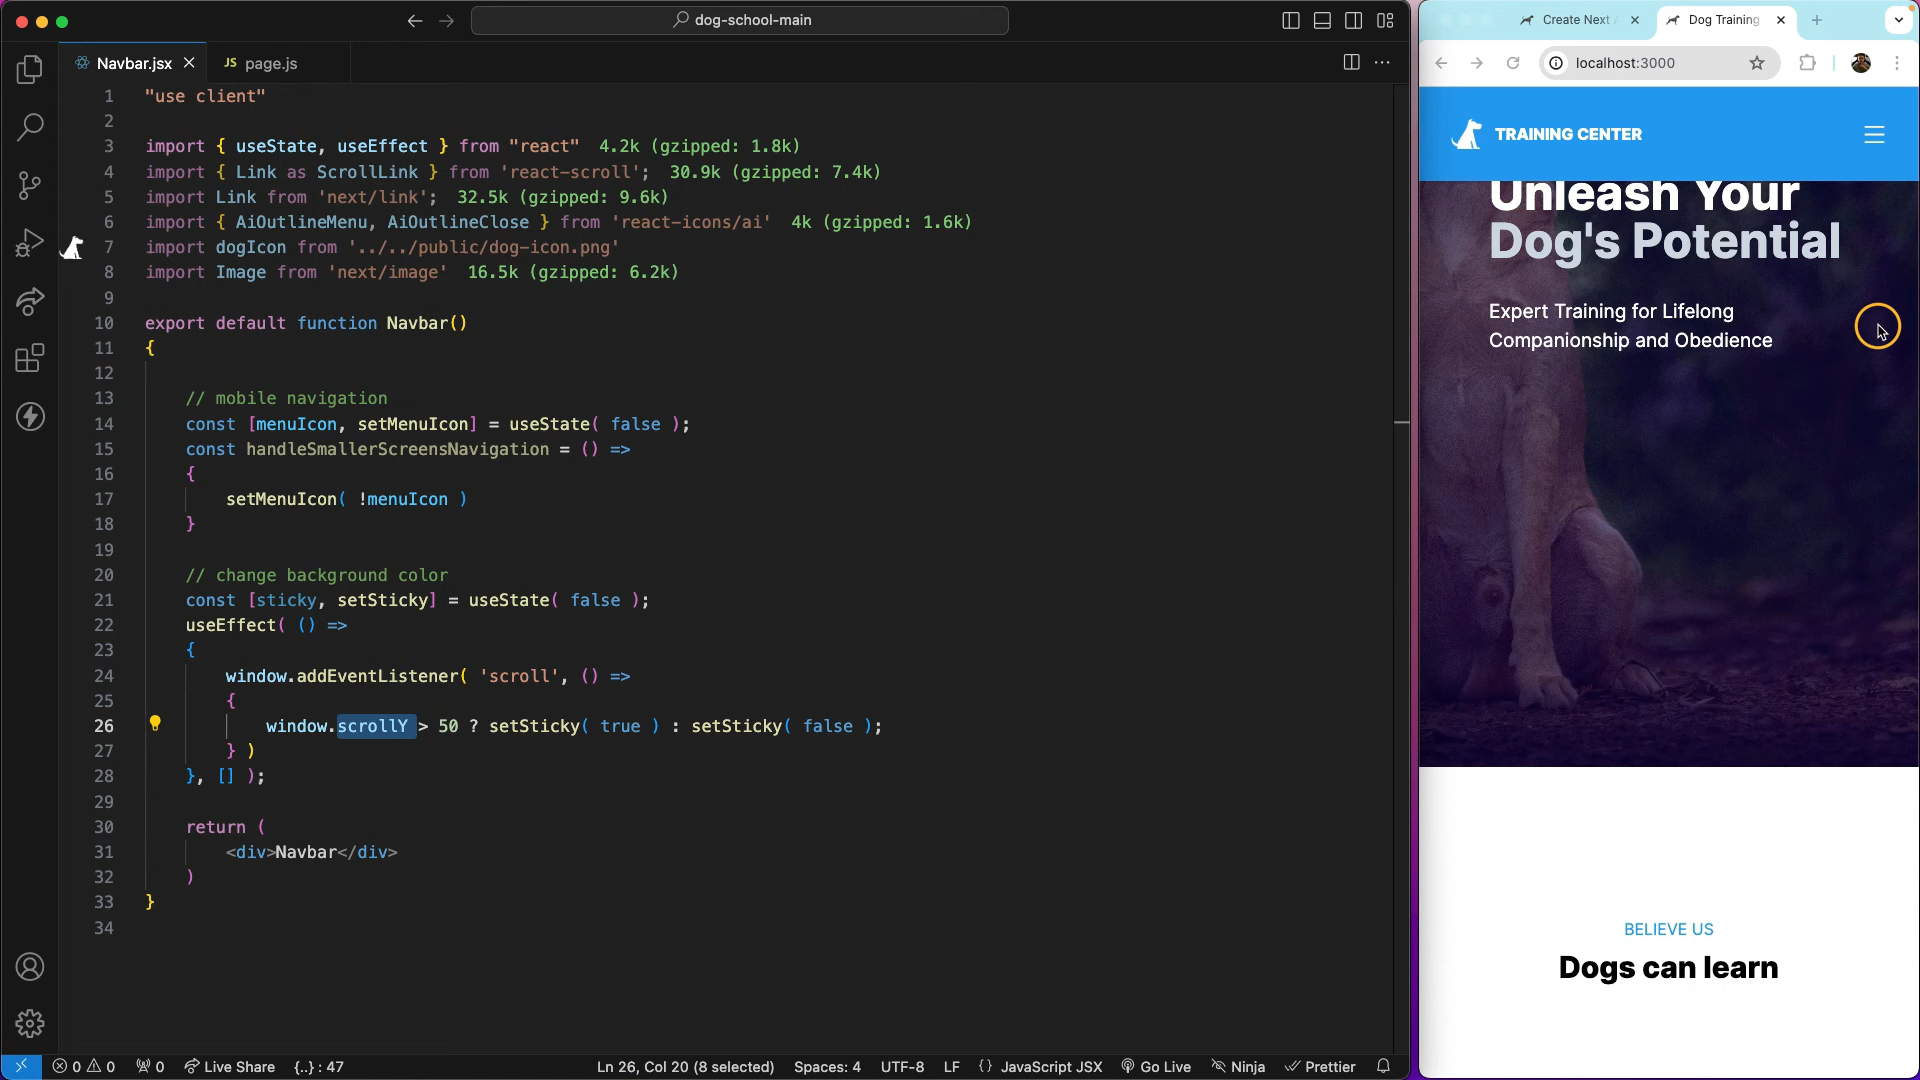 dog-school-main
Navbar.jsx
JS page.js
1 "use client"
2
3 import { useState, useEffect } from "react" 4.2k (gzipped: 1.8k)
4 import { Link as ScrollLink } from 'react-scroll'; 30.9k (gzipped: 7.4k)
5 import Link from 'next/link'; 32.5k (gzipped: 9.6k)
6 import { AiOutlineMenu, AiOutlineClose } from 'react-icons/ai' 4k (gzipped: 1.6k)
7 import dogIcon from '../../public/dog-icon.png'
8 import Image from 'next/image' 16.5k (gzipped: 6.2k)
9
10 export default function Navbar()
11 {
12
13 // mobile navigation
14 const [menuIcon, setMenuIcon] = useState( false );
15 const handleSmallerScreensNavigation = () =>
16 {
17 setMenuIcon( !menuIcon )
18 }
19
20 // change background color
21 const [sticky, setSticky] = useState( false );
22 useEffect( () =>
23 {
24 window.addEventListener( 'scroll', () =>
25 {
26 window.scrollY > 50 ? setSticky( true ) : setSticky( false );
27 } )
28 }, [] );
29
30 return (
31 <div>Navbar</div>
32 )
33 }
34
0 0 0 Live Share {..} : 47 Ln 26, Col 20 (8 selected) Spaces: 4 UTF-8 LF {} JavaScript JSX Go Live Ninja Prettier
Create Next
Dog Training
localhost:3000
TRAINING CENTER
Unleash Your
Dog's Potential
Expert Training for Lifelong
Companionship and Obedience
BELIEVE US
Dogs can learn